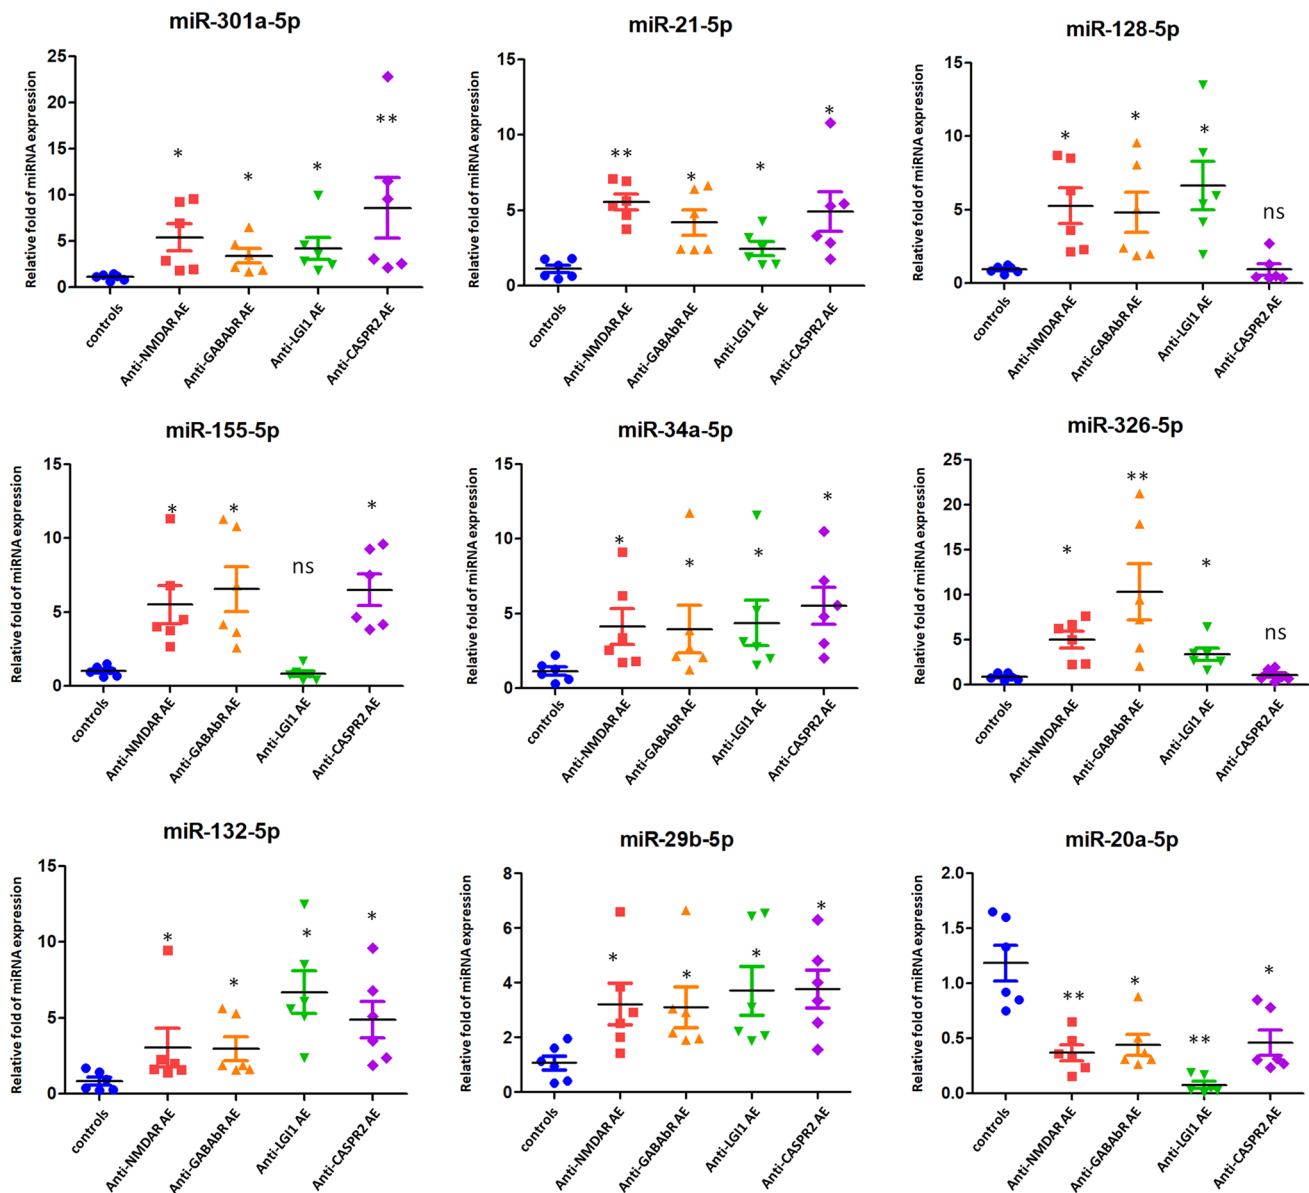 miR-301a-5p
Relative fold of miRNA expression
25
20
15
10
5
0
*
*
*
**
controls
Anti-NMDAR AE
Anti-GABAbR AE
Anti-LGI1 AE
Anti-CASPR2 AE
miR-21-5p
Relative fold of miRNA expression
15
10
5
0
**
*
*
*
controls
Anti-NMDAR AE
Anti-GABAbR AE
Anti-LGI1 AE
Anti-CASPR2 AE
miR-128-5p
Relative fold of miRNA expression
15
10
5
0
*
*
*
ns
controls
Anti-NMDAR AE
Anti-GABAbR AE
Anti-LGI1 AE
Anti-CASPR2 AE
miR-155-5p
Relative fold of miRNA expression
15
10
5
0
*
*
ns
*
controls
Anti-NMDAR AE
Anti-GABAbR AE
Anti-LGI1 AE
Anti-CASPR2 AE
miR-34a-5p
Relative fold of miRNA expression
15
10
5
0
*
*
*
*
controls
Anti-NMDAR AE
Anti-GABAbR AE
Anti-LGI1 AE
Anti-CASPR2 AE
miR-326-5p
Relative fold of miRNA expression
25
20
15
10
5
0
*
**
*
ns
controls
Anti-NMDAR AE
Anti-GABAbR AE
Anti-LGI1 AE
Anti-CASPR2 AE
miR-132-5p
Relative fold of miRNA expression
15
10
5
0
*
*
*
*
controls
Anti-NMDAR AE
Anti-GABAbR AE
Anti-LGI1 AE
Anti-CASPR2 AE
miR-29b-5p
Relative fold of miRNA expression
8
6
4
2
0
*
*
*
*
controls
Anti-NMDAR AE
Anti-GABAbR AE
Anti-LGI1 AE
Anti-CASPR2 AE
miR-20a-5p
Relative fold of miRNA expression
2.0
1.5
1.0
0.5
0.0
**
*
**
*
controls
Anti-NMDAR AE
Anti-GABAbR AE
Anti-LGI1 AE
Anti-CASPR2 AE